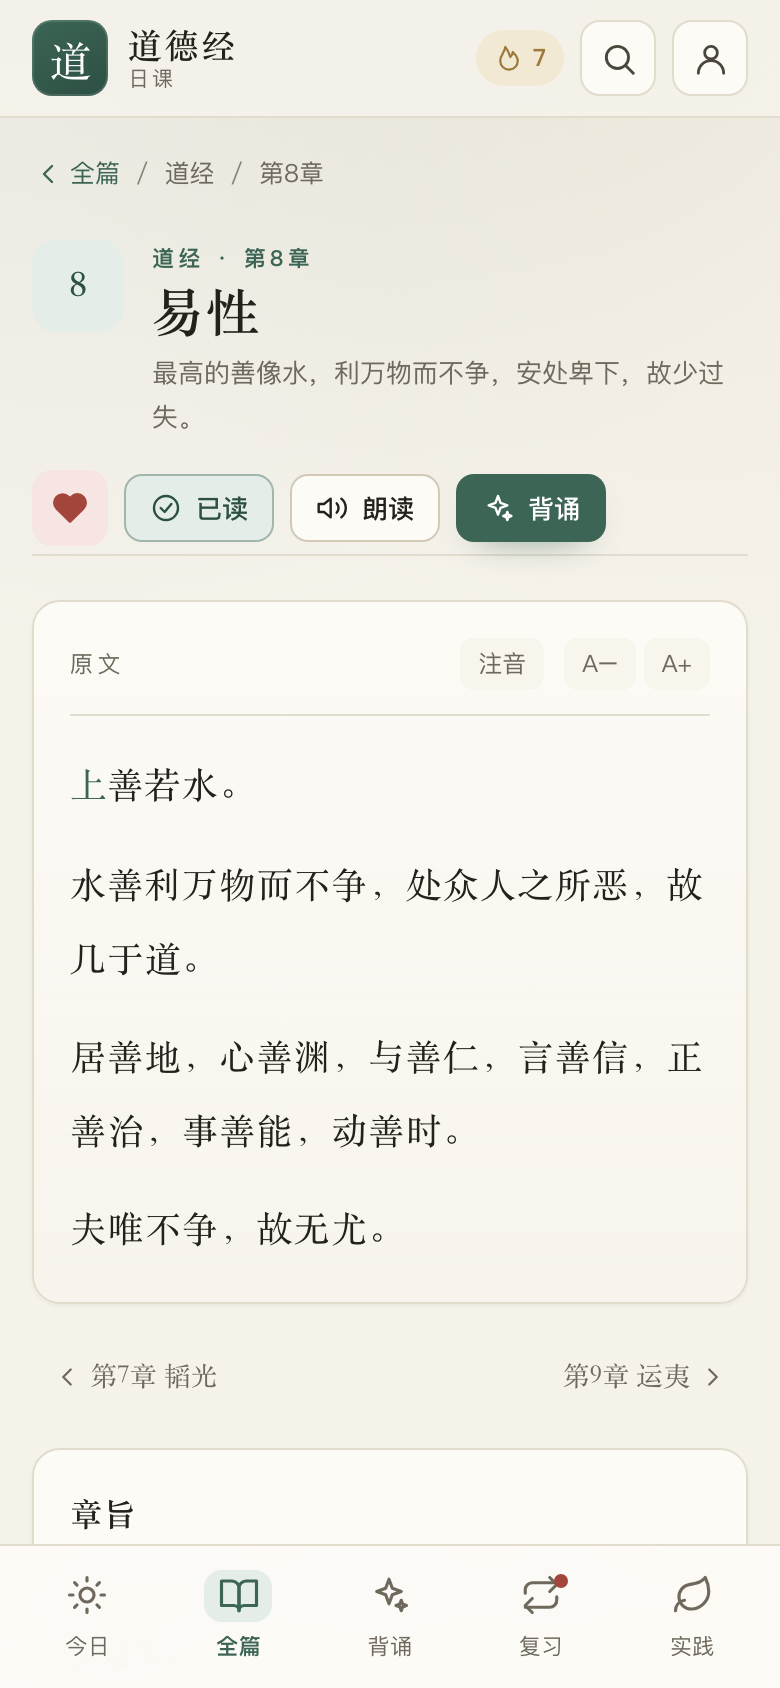 道 道德经
日课
7
全篇 / 道经 / 第8章
8
道经 · 第8章
易性
最高的善像水，利万物而不争，安处卑下，故少过
失。
已读 朗读 背诵
原文 注音 A− A+
上善若水。
水善利万物而不争，处众人之所恶，故
几于道。
居善地，心善渊，与善仁，言善信，正
善治，事善能，动善时。
夫唯不争，故无尤。
第7章 韬光 第9章 运夷
章旨
今日 全篇 背诵 复习 实践